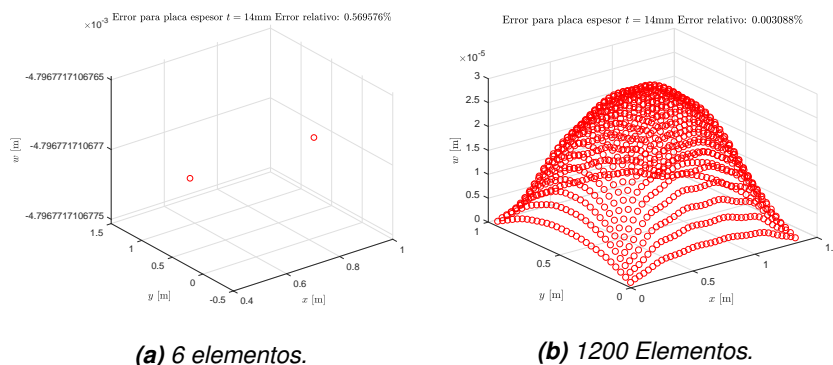 Error para placa espesor t = 14mm Error relativo: 0.569576%
×10⁻³
-4.7967717106765
-4.796771710677
-4.7967717106775
w [m]
1.5
1
0.5
0
-0.5
y [m]
0.4
0.6
0.8
1
x [m]
(a) 6 elementos.
Error para placa espesor t = 14mm Error relativo: 0.003088%
×10⁻⁵
3
2.5
2
1.5
1
0.5
0
w [m]
1
0.5
0
y [m]
0
0.5
1
1.
x [m]
(b) 1200 Elementos.